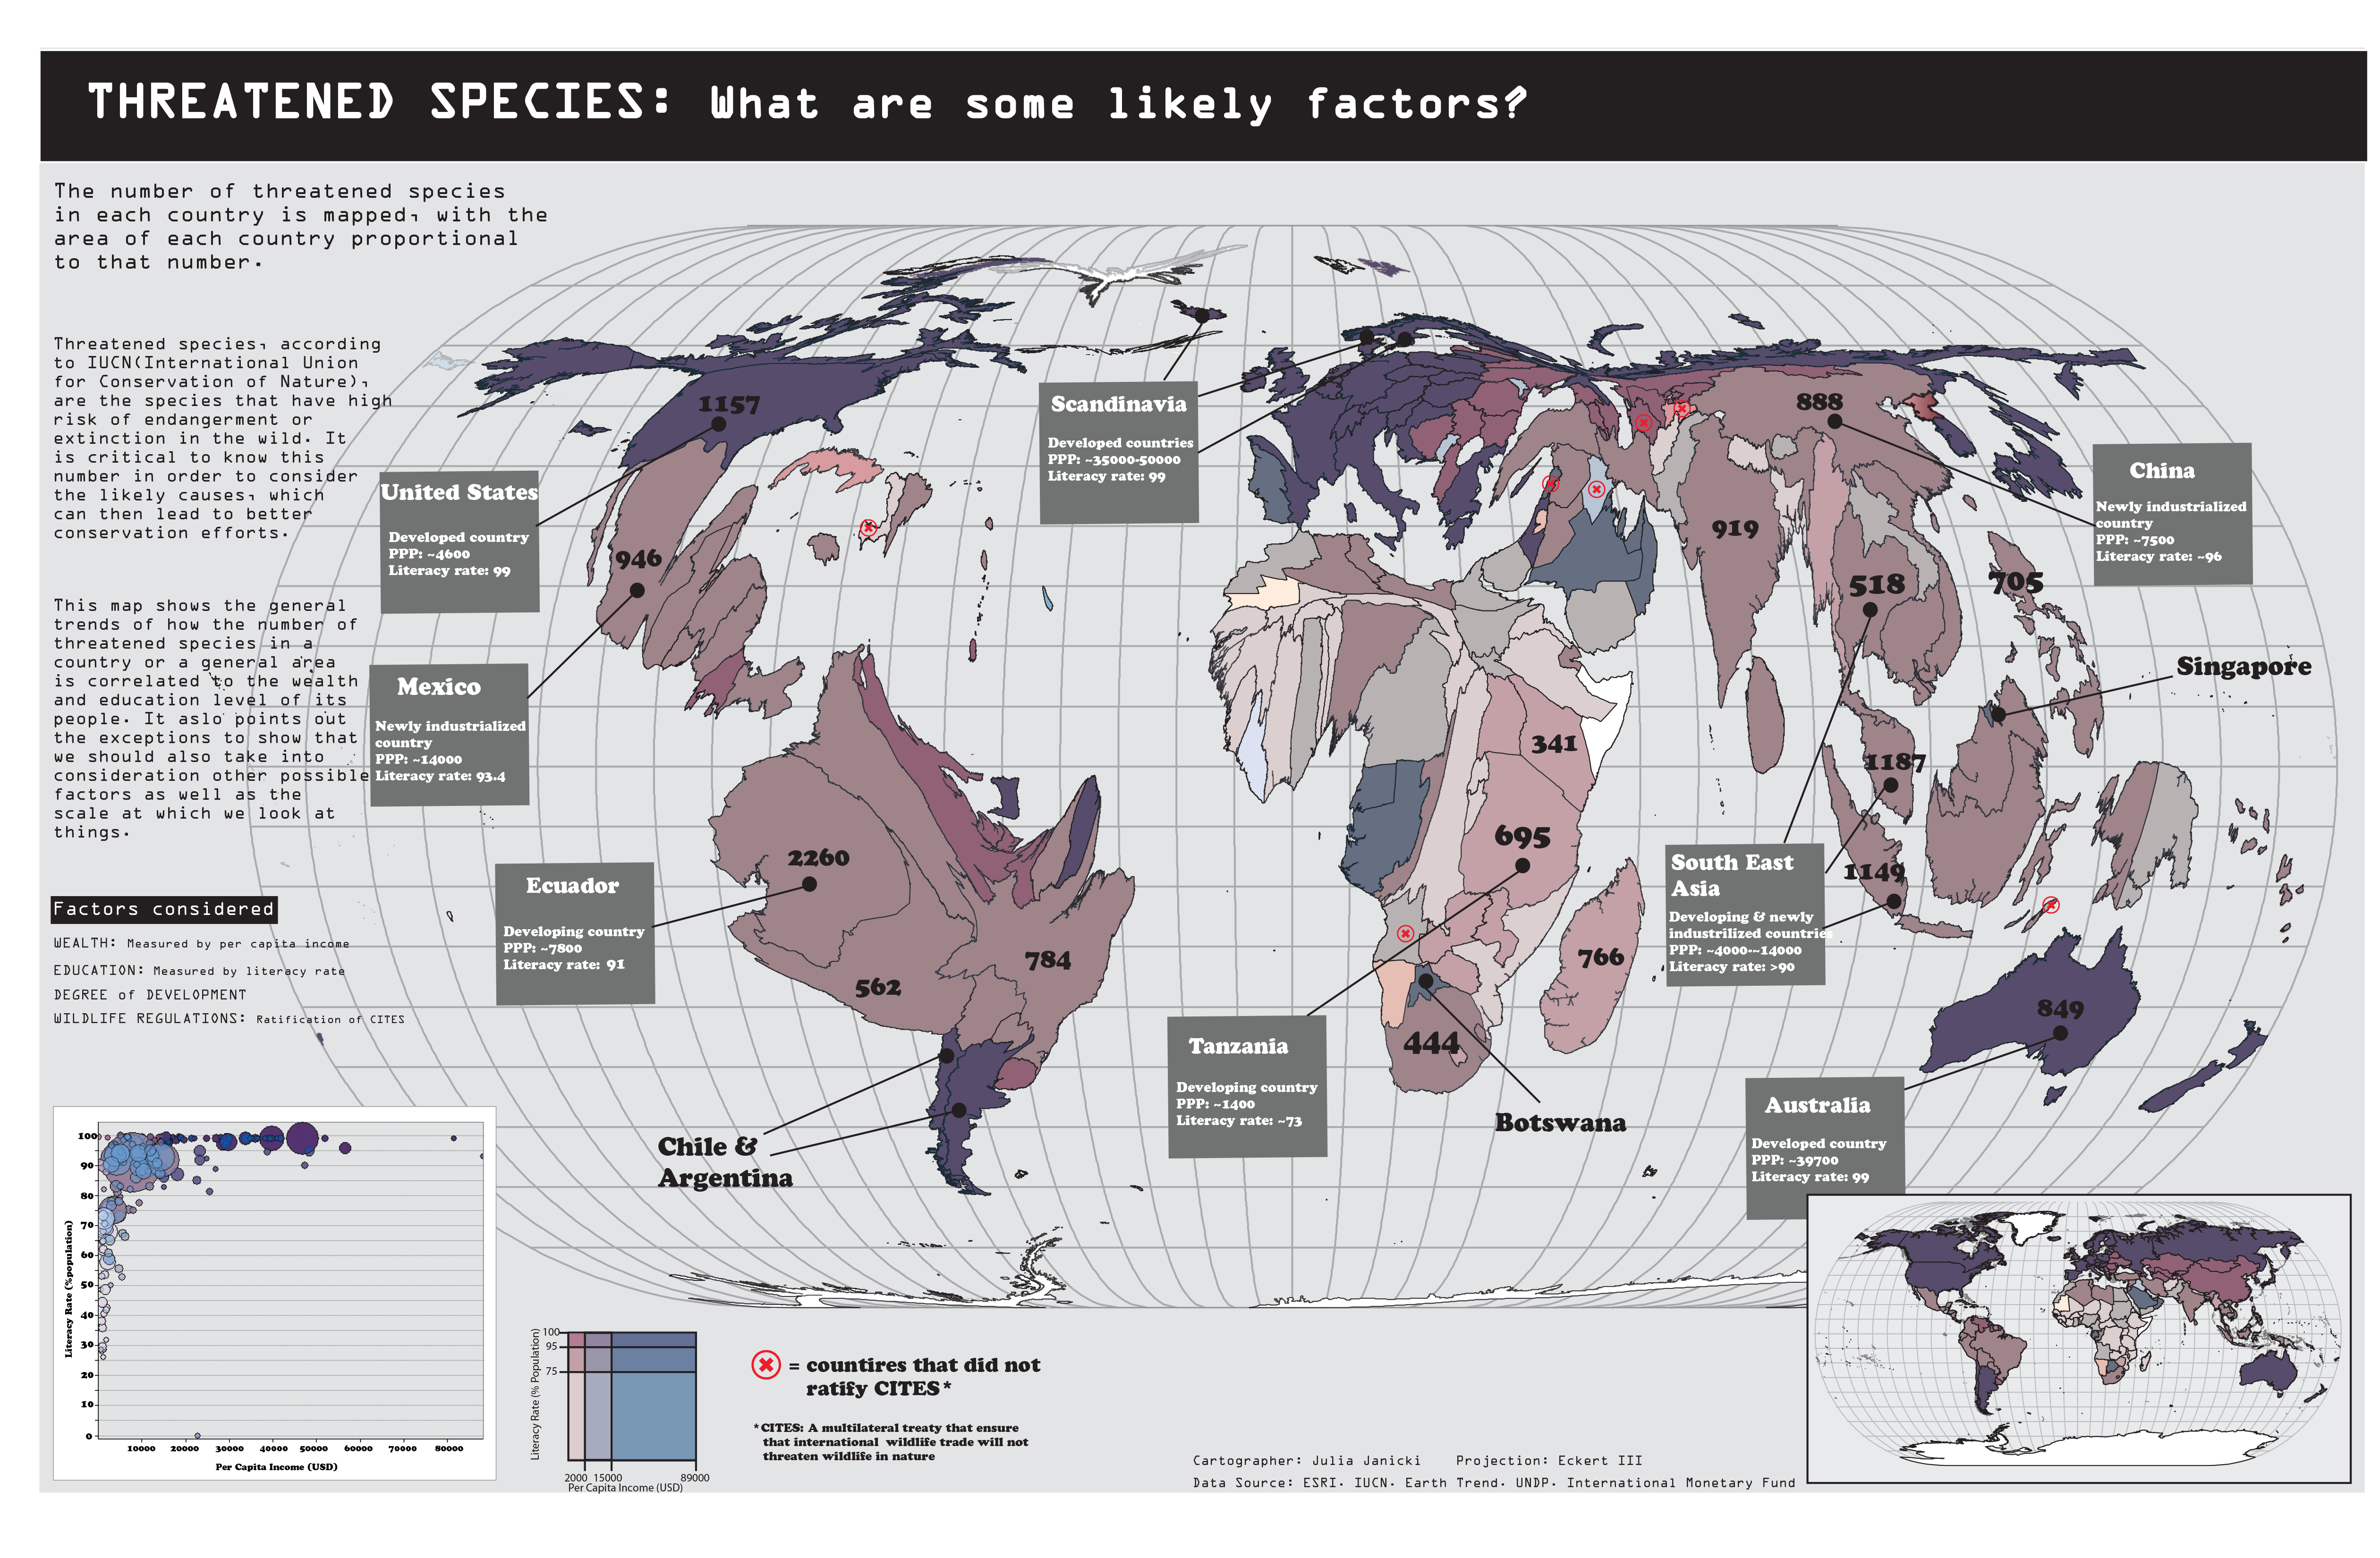 THREATENED SPECIES: What are some likely factors?
The number of threatened species
in each country is mapped, with the
area of each country proportional
to that number.
Threatened species, according
to IUCN(International Union
for Conservation of Nature),
are the species that have high
risk of endangerment or
extinction in the wild. It
is critical to know this
number in order to consider
the likely causes, which
can then lead to better
conservation efforts.
This map shows the general
trends of how the number of
threatened species in a
country or a general area
is correlated to the wealth
and education level of its
people. It aslo points out
the exceptions to show that
we should also take into
consideration other possible
factors as well as the
scale at which we look at
things.
Factors considered
WEALTH: Measured by per capita income
EDUCATION: Measured by literacy rate
DEGREE of DEVELOPMENT
WILDLIFE REGULATIONS: Ratification of CITES
United States
Developed country
PPP: ~4600
Literacy rate: 99
Mexico
Newly industrialized
country
PPP: ~14000
Literacy rate: 93.4
Ecuador
Developing country
PPP: ~7800
Literacy rate: 91
Scandinavia
Developed countries
PPP: ~35000-50000
Literacy rate: 99
China
Newly industrialized
country
PPP: ~7500
Literacy rate: ~96
Singapore
South East
Asia
Developing & newly
industrilized countries
PPP: ~4000-~14000
Literacy rate: >90
Tanzania
Developing country
PPP: ~1400
Literacy rate: ~73
Botswana
Australia
Developed country
PPP: ~39700
Literacy rate: 99
Chile &
Argentina
1157
946
2260
562
784
341
695
766
444
888
919
518
705
1187
1149
849
Literacy Rate (%population)
100
90
80
70
60
50
40
30
20
10
0
10000 20000 30000 40000 50000 60000 70000 80000
Per Capita Income (USD)
Literacy Rate (% Population)
100
95
75
2000 15000 89000
Per Capita Income (USD)
= countires that did not
ratify CITES*
*CITES: A multilateral treaty that ensure
that international wildlife trade will not
threaten wildlife in nature
Cartographer: Julia Janicki Projection: Eckert III
Data Source: ESRI. IUCN. Earth Trend. UNDP. International Monetary Fund